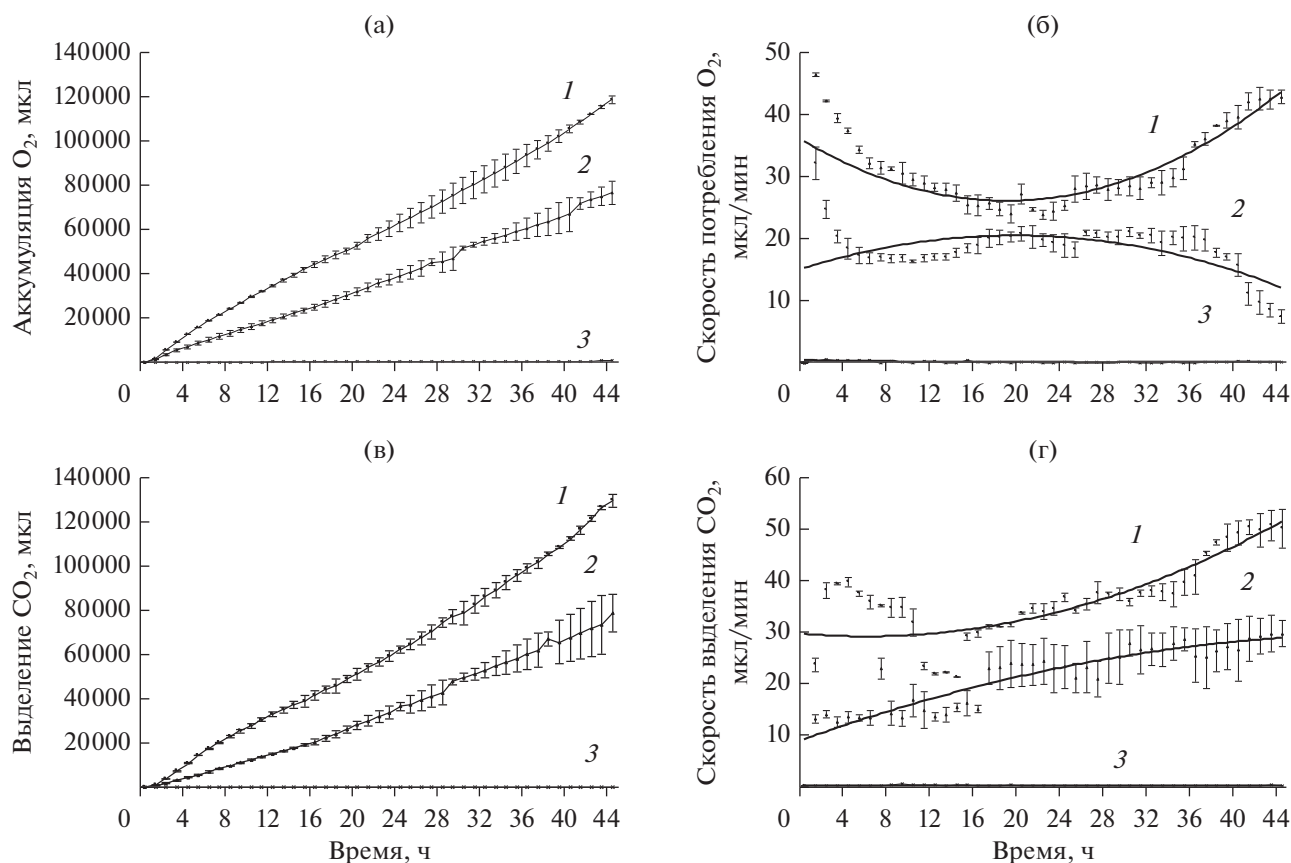 (а)
Аккумуляция O2, мкл
140000
120000
100000
80000
60000
40000
20000
1
2
3
0 4 8 12 16 20 24 28 32 36 40 44
(б)
Скорость потребления O2,
мкл/мин
50
40
30
20
10
1
2
3
0 4 8 12 16 20 24 28 32 36 40 44
(в)
Выделение CO2, мкл
140000
120000
100000
80000
60000
40000
20000
1
2
3
0 4 8 12 16 20 24 28 32 36 40 44
Время, ч
(г)
Скорость выделения CO2,
мкл/мин
60
50
40
30
20
10
1
2
3
0 4 8 12 16 20 24 28 32 36 40 44
Время, ч